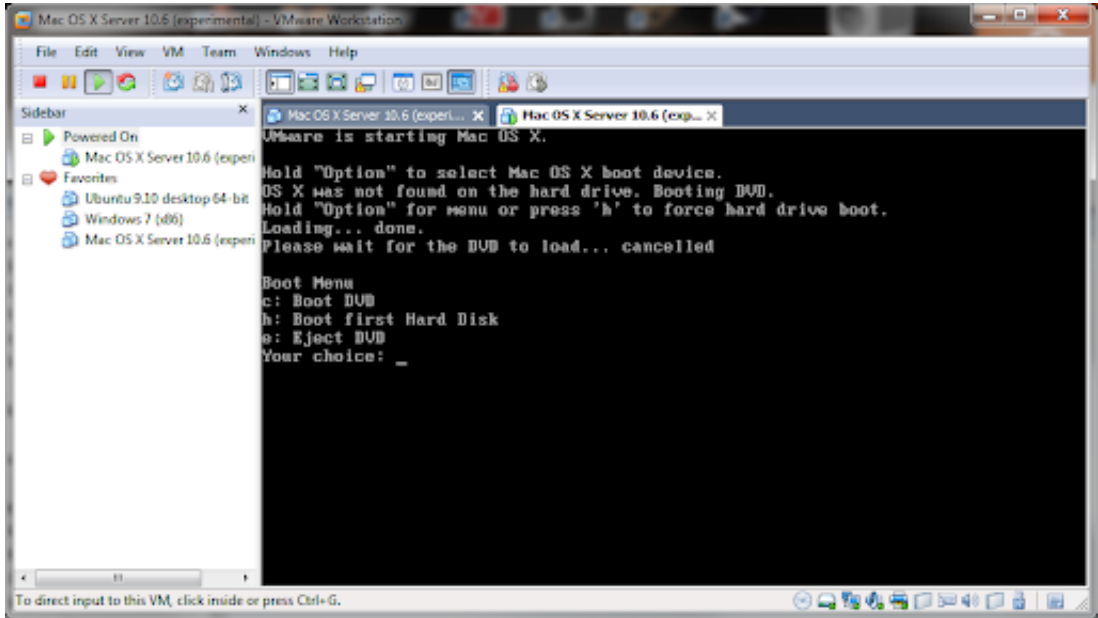 Mac OS X Server 10.6 (experimental) - VMware Workstation
File Edit View VM Team Windows Help
Sidebar ×
Powered On
Mac OS X Server 10.6 (experi
Favorites
Ubuntu 9.10 desktop 64-bit
Windows 7 (x86)
Mac OS X Server 10.6 (experi
Mac OS X Server 10.6 (experi... ×
Mac OS X Server 10.6 (exp... ×
VMware is starting Mac OS X.
Hold "Option" to select Mac OS X boot device.
OS X was not found on the hard drive. Booting DVD.
Hold "Option" for menu or press 'h' to force hard drive boot.
Loading... done.
Please wait for the DVD to load... cancelled
Boot Menu
c: Boot DVD
h: Boot first Hard Disk
e: Eject DVD
Your choice: _
To direct input to this VM, click inside or press Ctrl+G.